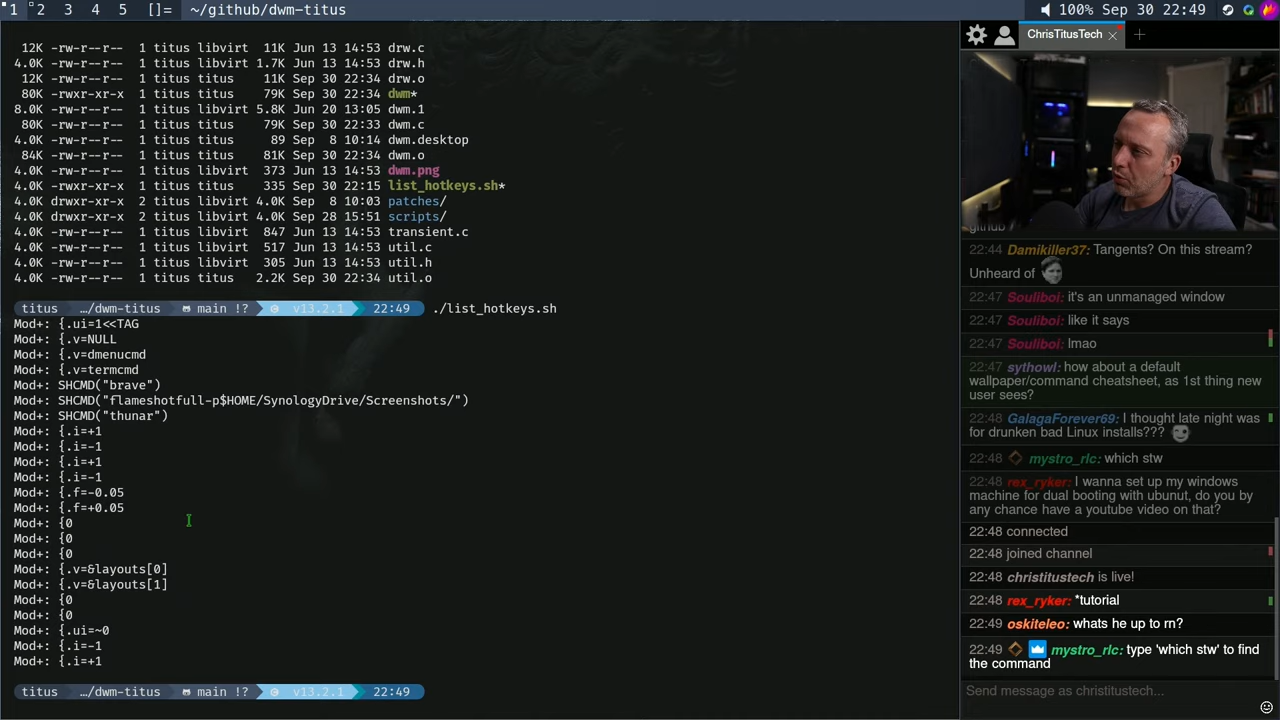 1 2 3 4 5 []= ~/github/dwm-titus 100% Sep 30 22:49
12K -rw-r--r-- 1 titus libvirt 11K Jun 13 14:53 drw.c
4.0K -rw-r--r-- 1 titus libvirt 1.7K Jun 13 14:53 drw.h
12K -rw-r--r-- 1 titus titus 11K Sep 30 22:34 drw.o
80K -rwxr-xr-x 1 titus titus 79K Sep 30 22:34 dwm*
8.0K -rw-r--r-- 1 titus libvirt 5.8K Jun 20 13:05 dwm.1
80K -rw-r--r-- 1 titus titus 79K Sep 30 22:33 dwm.c
4.0K -rw-r--r-- 1 titus titus 89 Sep 8 10:14 dwm.desktop
84K -rw-r--r-- 1 titus titus 81K Sep 30 22:34 dwm.o
4.0K -rw-r--r-- 1 titus libvirt 373 Jun 13 14:53 dwm.png
4.0K -rwxr-xr-x 1 titus titus 335 Sep 30 22:15 list_hotkeys.sh*
4.0K drwxr-xr-x 2 titus libvirt 4.0K Sep 8 10:03 patches/
4.0K drwxr-xr-x 2 titus libvirt 4.0K Sep 28 15:51 scripts/
4.0K -rw-r--r-- 1 titus libvirt 847 Jun 13 14:53 transient.c
4.0K -rw-r--r-- 1 titus libvirt 517 Jun 13 14:53 util.c
4.0K -rw-r--r-- 1 titus libvirt 305 Jun 13 14:53 util.h
4.0K -rw-r--r-- 1 titus titus 2.2K Sep 30 22:34 util.o
titus …/dwm-titus main !? v13.2.1 22:49 ./list_hotkeys.sh
Mod+: {.ui=1<<TAG
Mod+: {.v=NULL
Mod+: {.v=dmenucmd
Mod+: {.v=termcmd
Mod+: SHCMD("brave")
Mod+: SHCMD("flameshotfull-p$HOME/SynologyDrive/Screenshots/")
Mod+: SHCMD("thunar")
Mod+: {.i=+1
Mod+: {.i=-1
Mod+: {.i=+1
Mod+: {.i=-1
Mod+: {.f=-0.05
Mod+: {.f=+0.05
Mod+: {0
Mod+: {0
Mod+: {0
Mod+: {.v=&layouts[0]
Mod+: {.v=&layouts[1]
Mod+: {0
Mod+: {0
Mod+: {.ui=~0
Mod+: {.i=-1
Mod+: {.i=+1
titus …/dwm-titus main !? v13.2.1 22:49
ChrisTitusTech
github /
22:44 Damikiller37: Tangents? On this stream?
Unheard of
22:47 Souliboi: it's an unmanaged window
22:47 Souliboi: like it says
22:47 Souliboi: lmao
22:47 sythowl: how about a default
wallpaper/command cheatsheet, as 1st thing new
user sees?
22:48 GalagaForever69: I thought late night was
for drunken bad Linux installs???
22:48 mystro_rlc: which stw
22:48 rex_ryker: I wanna set up my windows
machine for dual booting with ubunut, do you by
any chance have a youtube video on that?
22:48 connected
22:48 joined channel
22:48 christitustech is live!
22:48 rex_ryker: *tutorial
22:49 oskiteleo: whats he up to rn?
22:49 mystro_rlc: type 'which stw' to find
the command
Send message as christitustech...